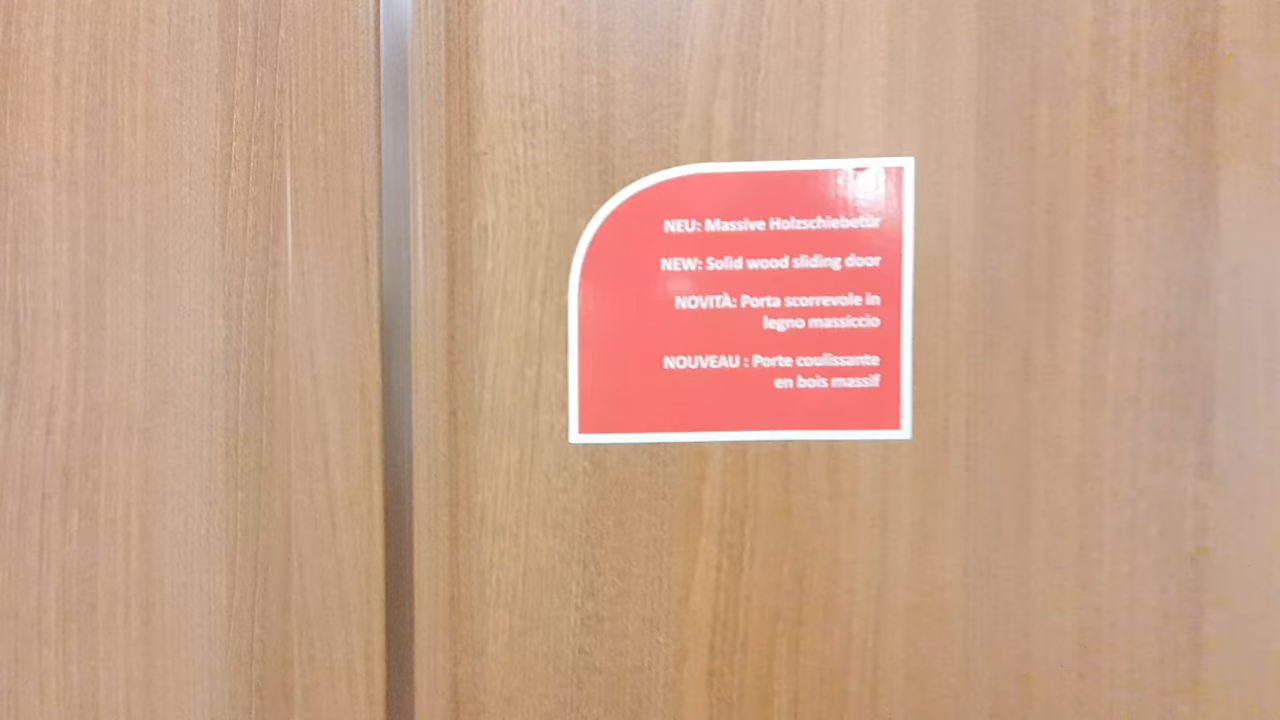 NEU: Massive Holzschiebetür
NEW: Solid wood sliding door
NOVITÀ: Porta scorrevole in
legno massiccio
NOUVEAU : Porte coulissante
en bois massif